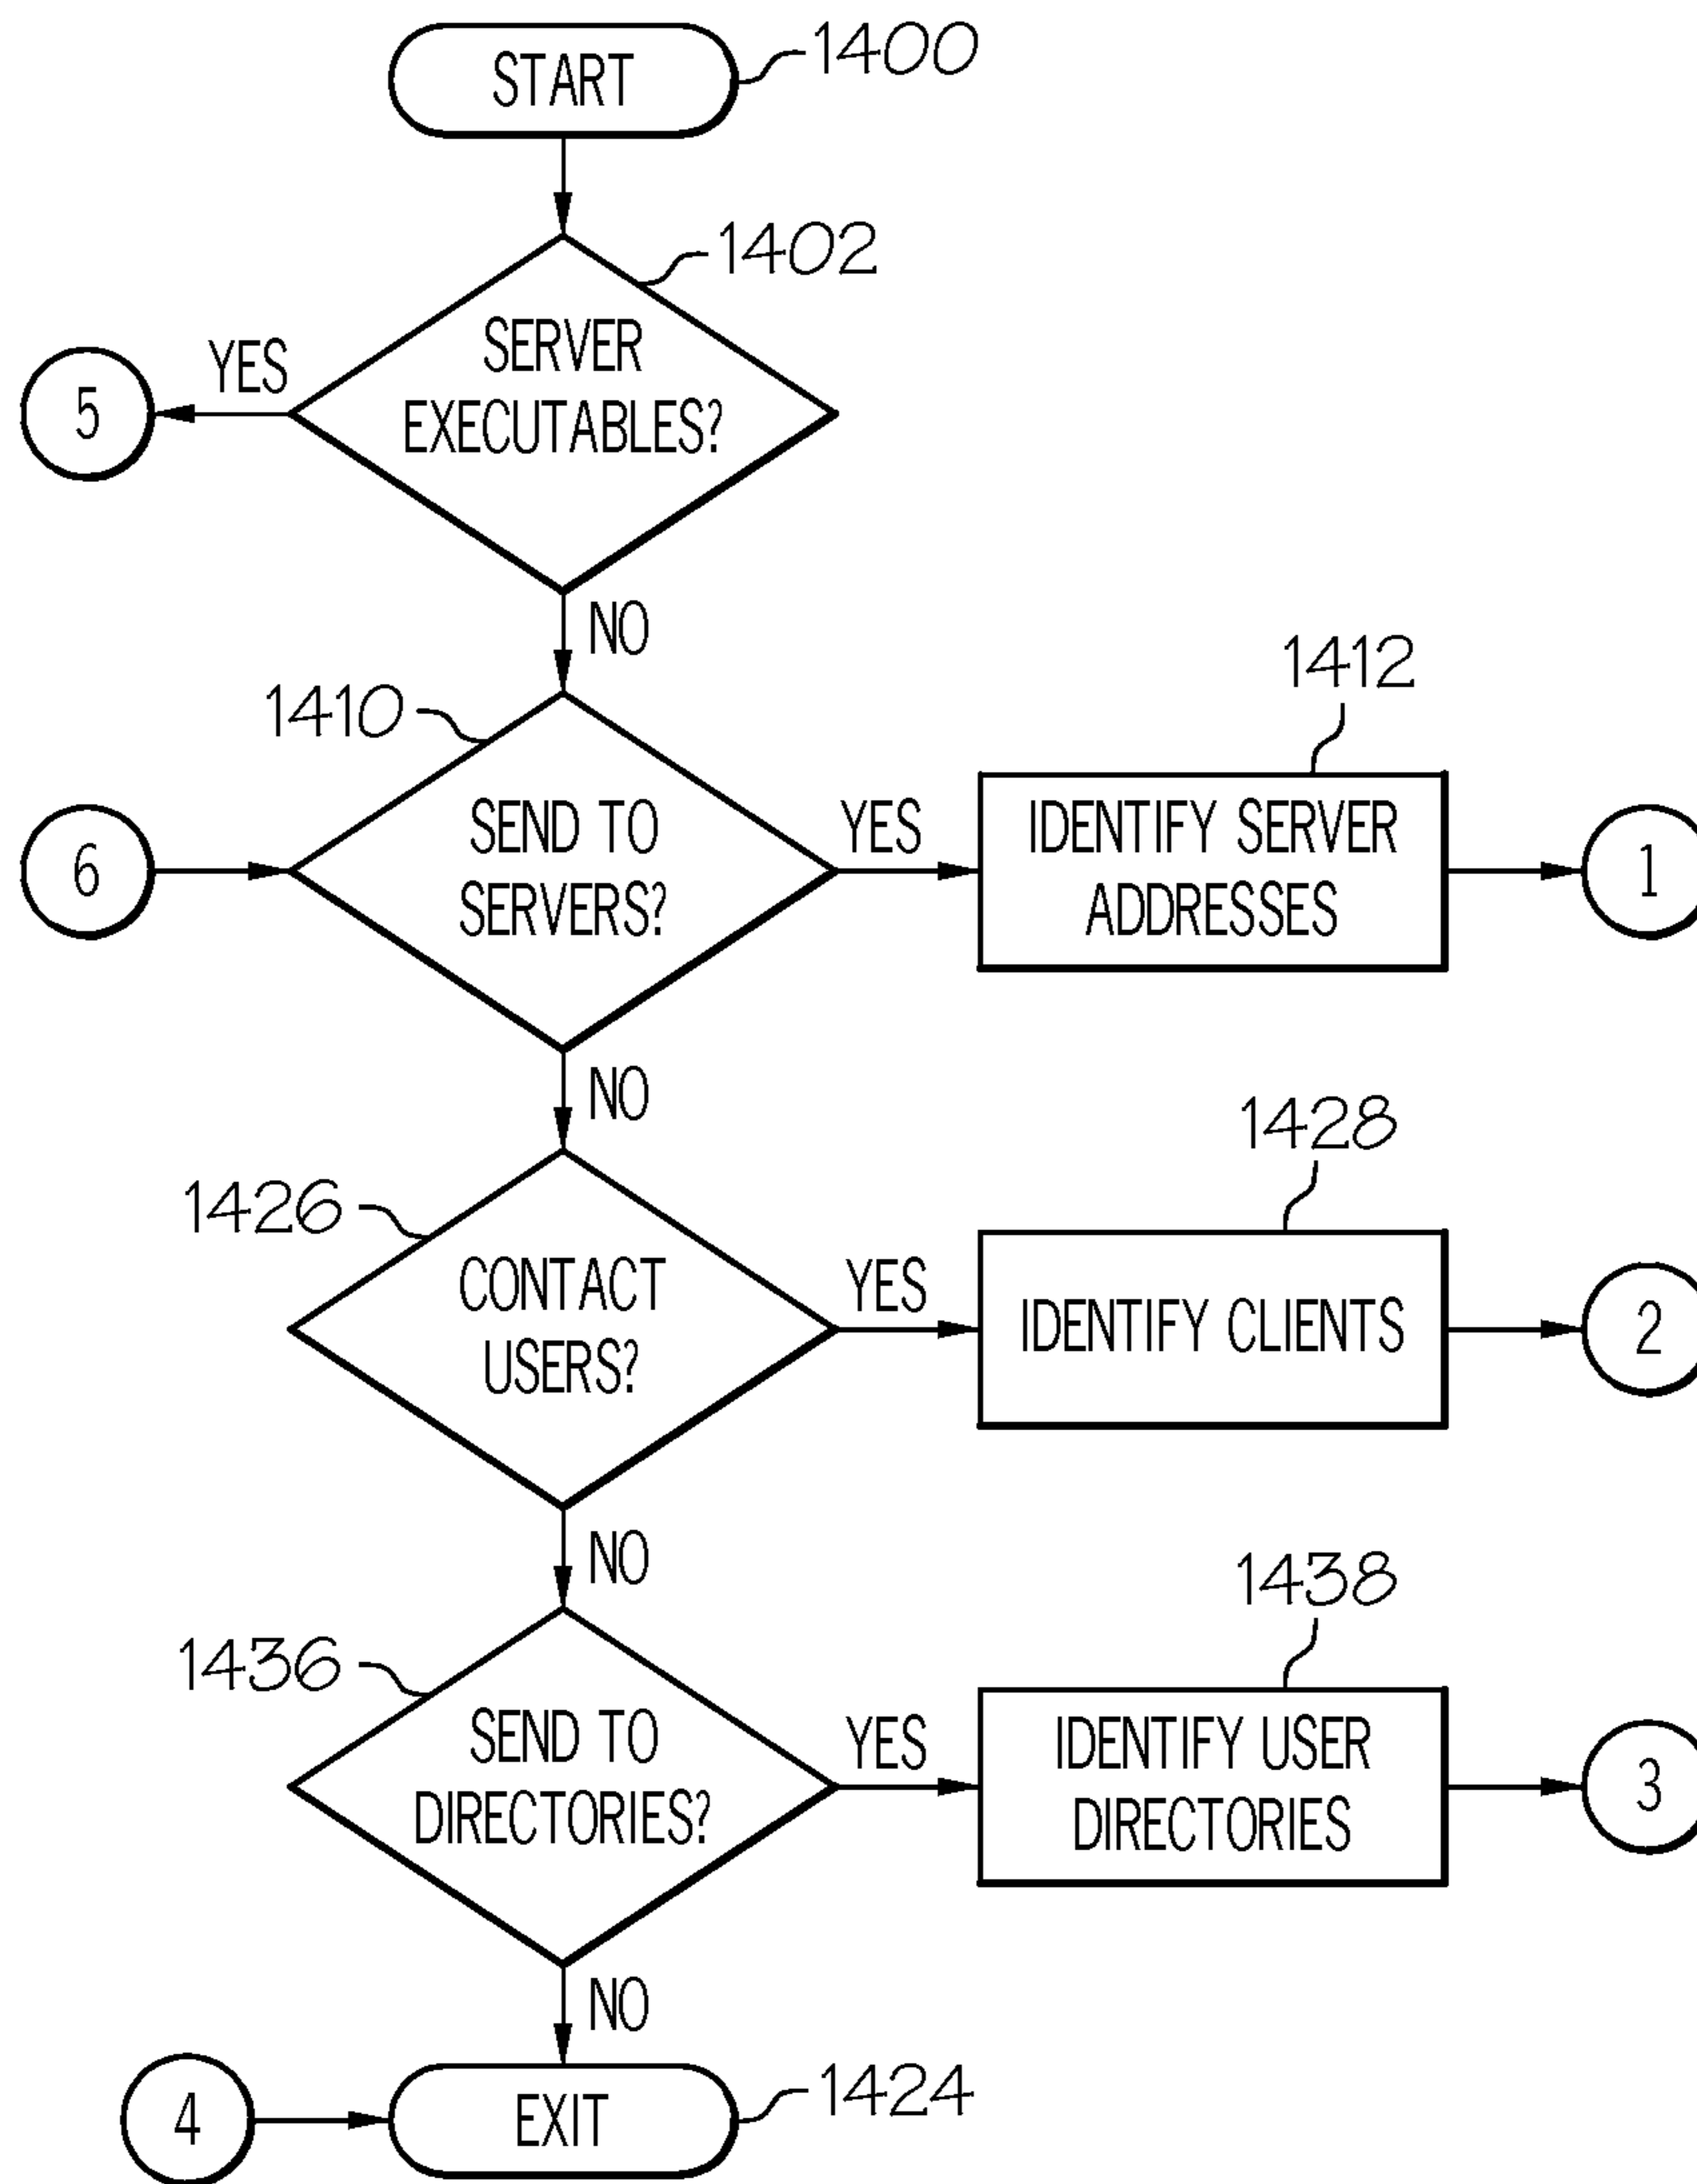 START
1400
1402
SERVER
EXECUTABLES?
YES
5
NO
1410
1412
6
SEND TO
SERVERS?
YES
IDENTIFY SERVER
ADDRESSES
1
NO
1426
1428
CONTACT
USERS?
YES
IDENTIFY CLIENTS
2
NO
1436
1438
SEND TO
DIRECTORIES?
YES
IDENTIFY USER
DIRECTORIES
3
NO
4
EXIT
1424